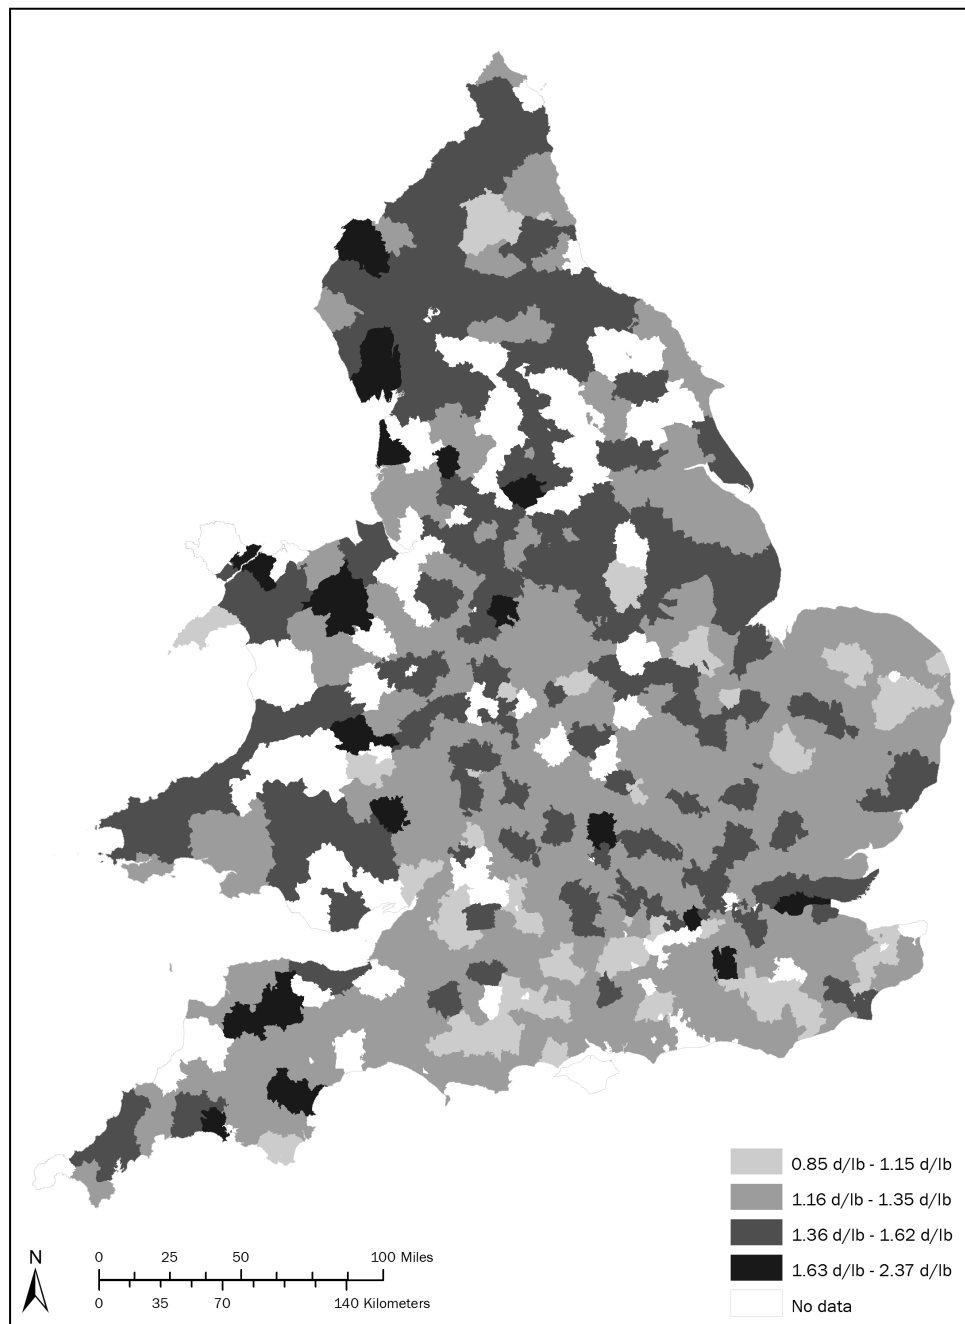 0.85 d/lb - 1.15 d/lb
1.16 d/lb - 1.35 d/lb
1.36 d/lb - 1.62 d/lb
1.63 d/lb - 2.37 d/lb
No data
N
0 25 50 100 Miles
0 35 70 140 Kilometers